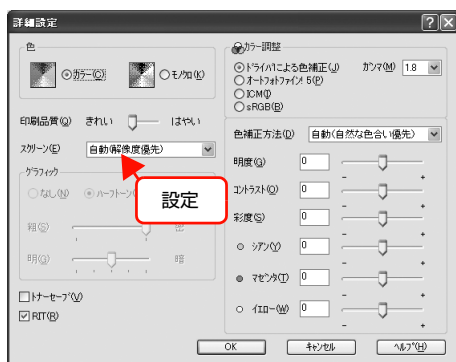 詳細設定
色
カラー(C)
モノクロ(K)
印刷品質(Q) きれい はやい
スクリーン(E) 自動(解像度優先)
グラフィック
なし(N) ハーフトーン
設定
粗(S) 密
明(G) 暗
トナーセーブ(V)
RIT(R)
カラー調整
ドライバによる色補正(J) ガンマ(M) 1.8
オートフォトファイン!5(P)
ICM(I)
sRGB(B)
色補正方法(D) 自動(自然な色合い優先)
明度(G) 0
- +
コントラスト(O) 0
- +
彩度(S) 0
- +
シアン(Y) 0
- +
マゼンタ(T) 0
- +
イエロー(W) 0
- +
OK キャンセル ヘルプ(H)